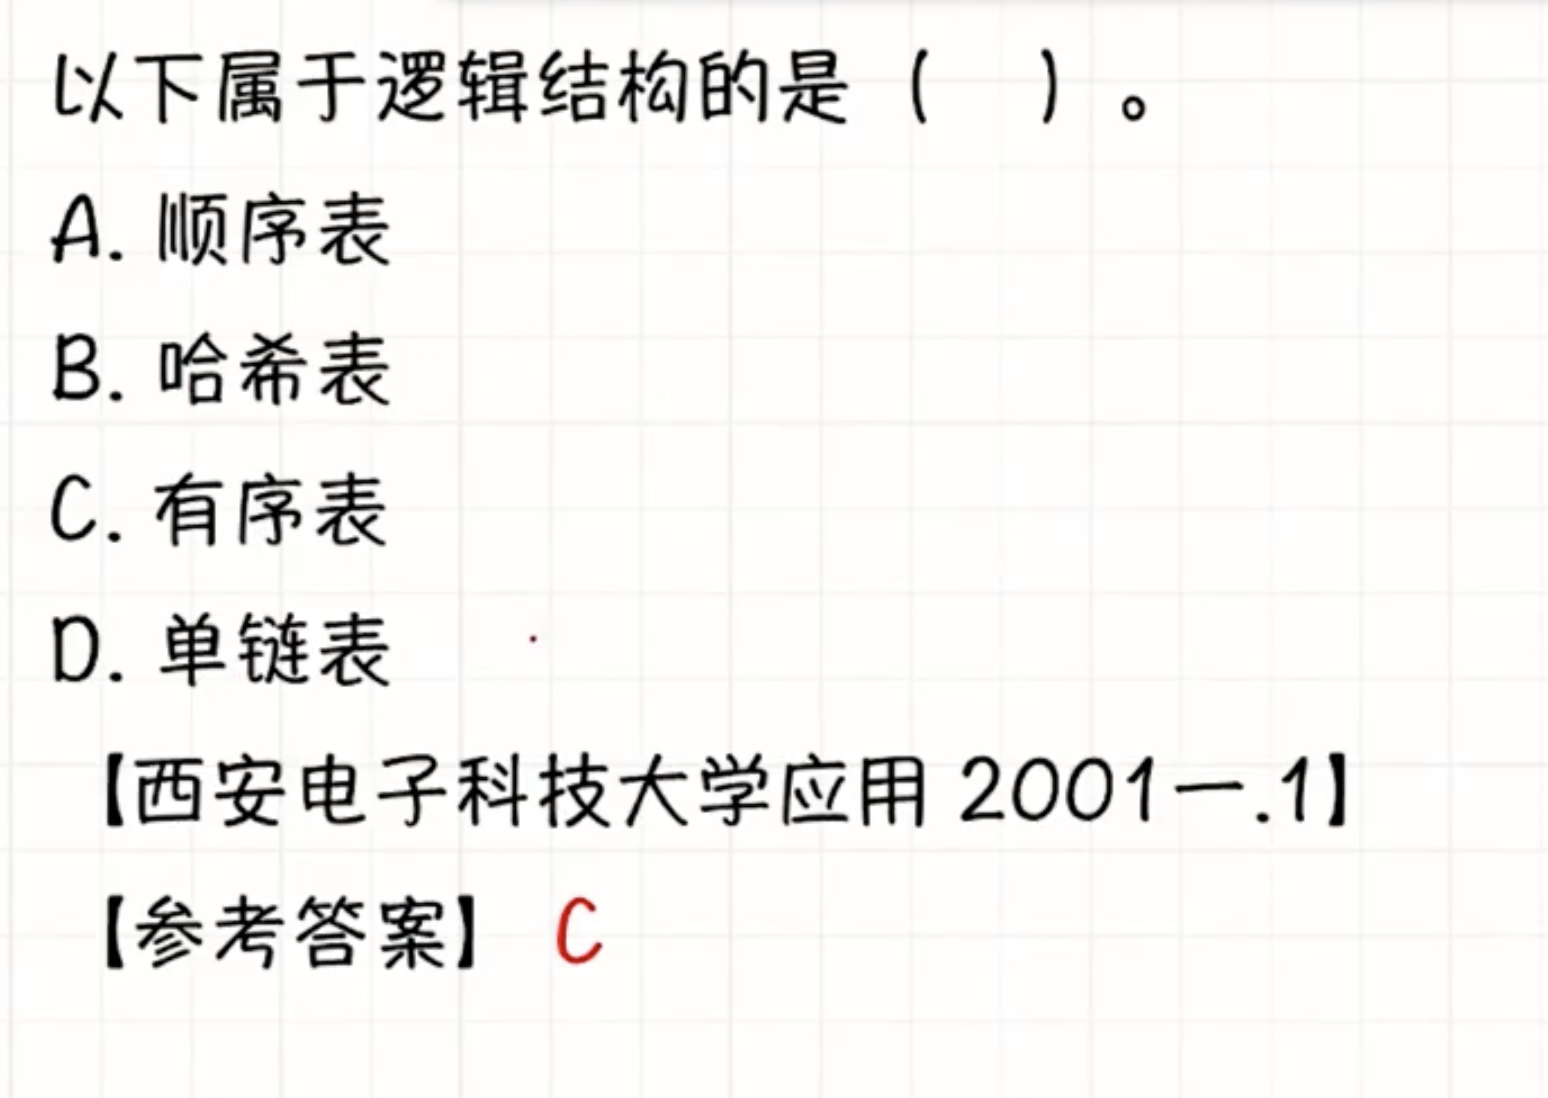 以下属于逻辑结构的是（ ）。
A. 顺序表
B. 哈希表
C. 有序表
D. 单链表
【西安电子科技大学应用 2001一.1】
【参考答案】 C